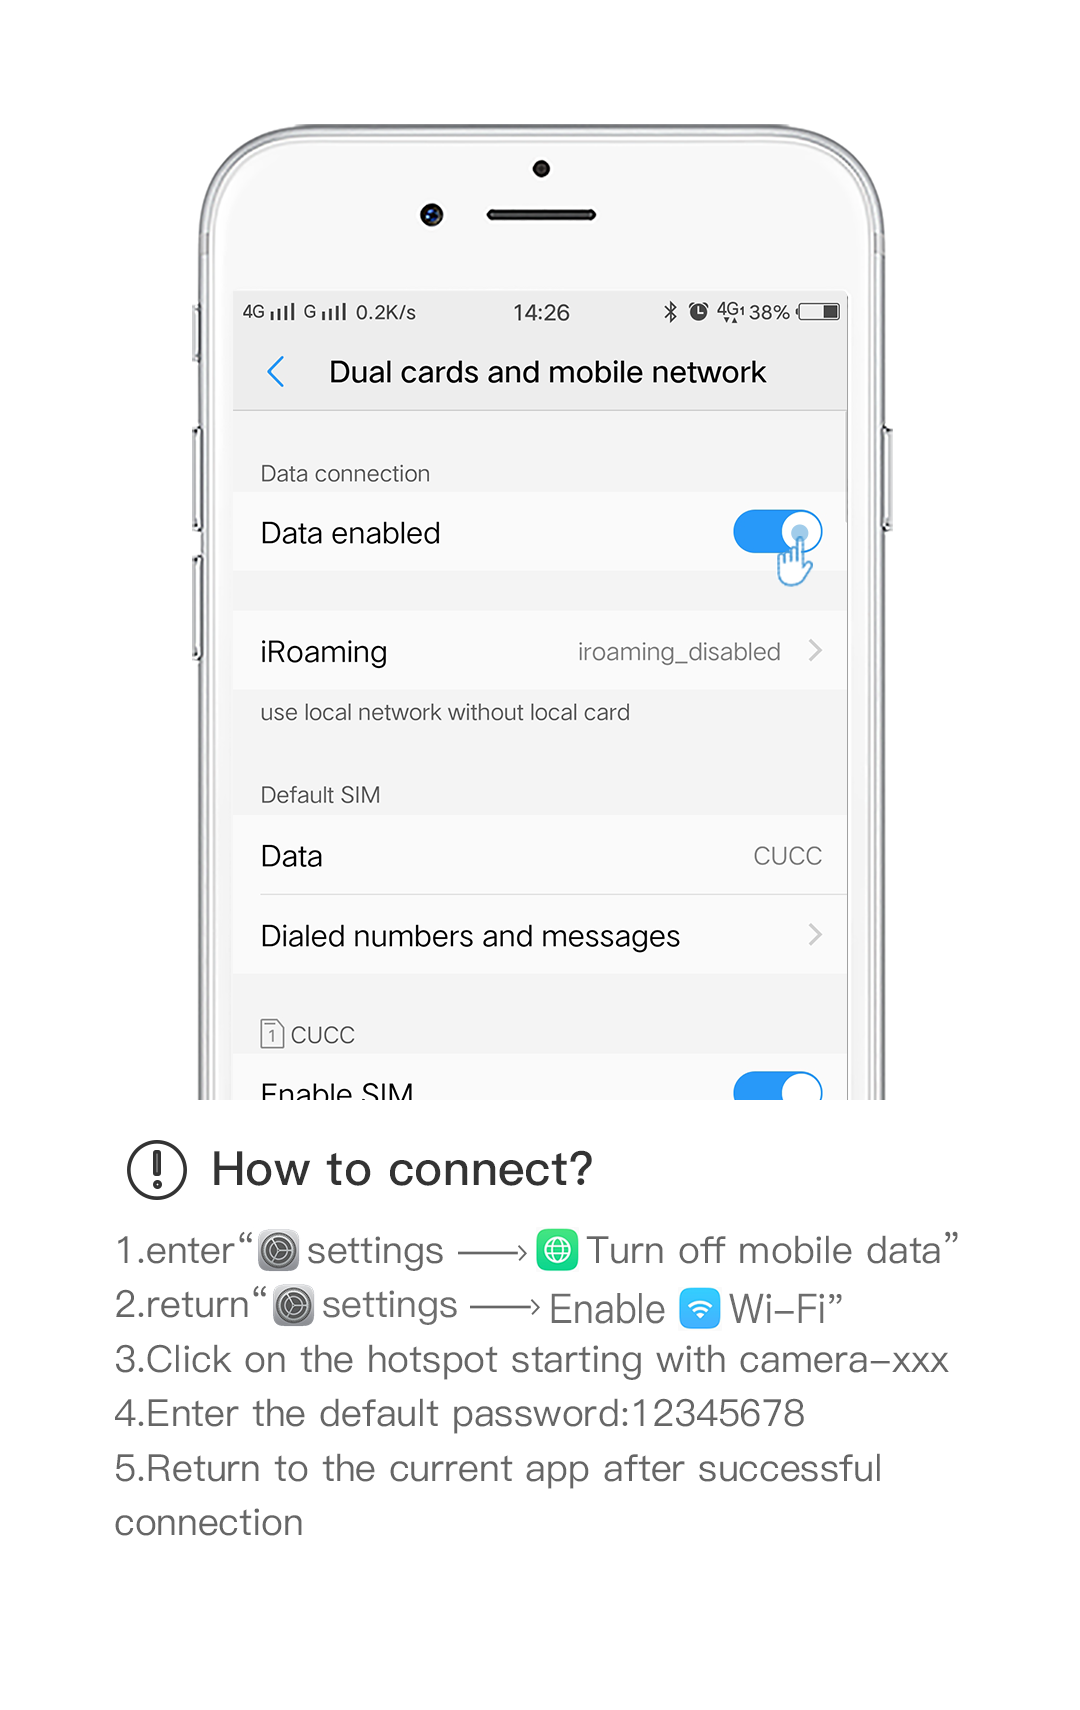 4G G 0.2K/s 14:26 4G1 38%
Dual cards and mobile network
Data connection
Data enabled
iRoaming iroaming_disabled
use local network without local card
Default SIM
Data CUCC
Dialed numbers and messages
1 CUCC
Enable SIM
How to connect?
1.enter“ settings ⟶ Turn off mobile data”
2.return“ settings ⟶ Enable Wi-Fi”
3.Click on the hotspot starting with camera-xxx
4.Enter the default password:12345678
5.Return to the current app after successful
connection